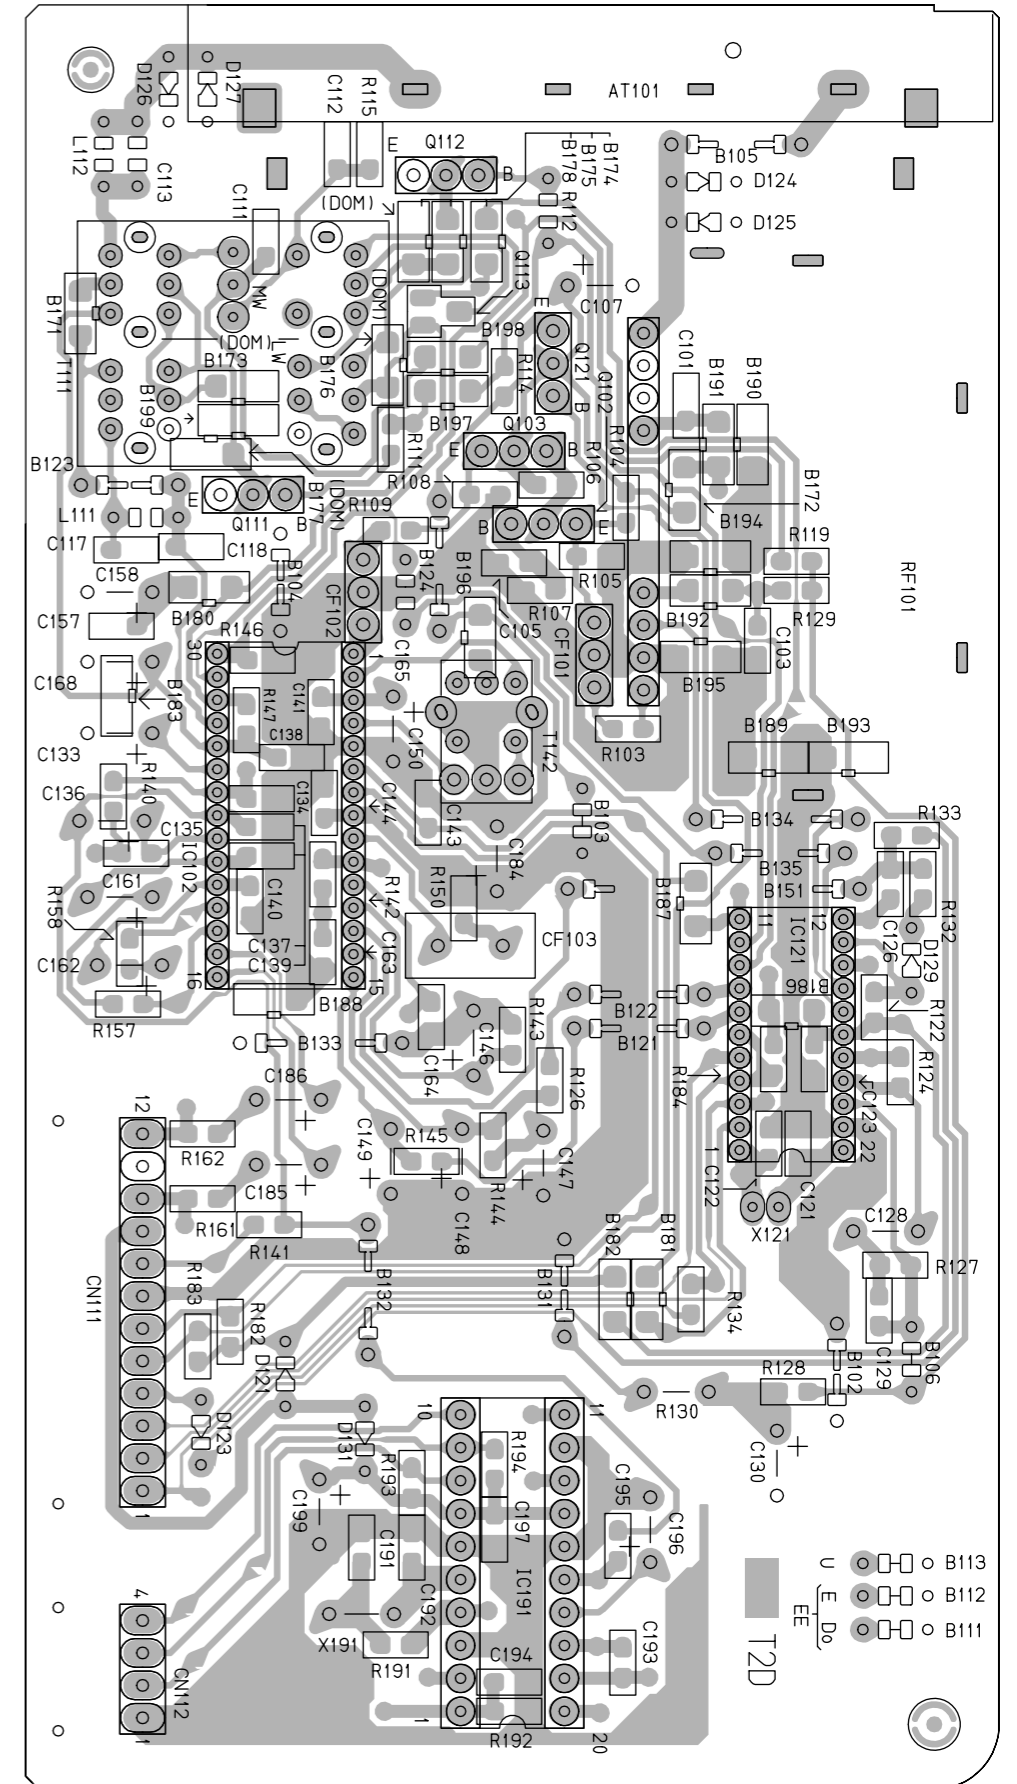 D126
D127
C112
R115
AT101
E
Q112
B
B178
B175
B174
B105
D124
D125
L112
C113
(DOM)
R112
C111
Q113
C107
E
B171
MW
(DOM)
(DOM)
LW
B198
Q121
T111
B173
B176
R114
C101
B191
B190
B199
B197
B
Q102
R111
E
Q103
B
R104
B123
E
Q111
B
B177
(DOM)
R108
R106
B172
L111
R109
B
E
B194
C117
C118
B124
B196
R119
C158
B104
CF102
R105
RF101
C157
B180
R107
B192
R129
R146
C105
CF101
C103
30
1
C165
B195
C168
B183
R147
C141
C150
T142
R103
C138
B189
B193
C133
R140
C136
C134
C144
C143
B103
B134
R133
C135
IC102
C184
B135
C161
R142
R150
B187
B151
R158
C140
11
IC121
12
C126
R132
C137
C163
CF103
D129
C162
C139
16
15
B186
R157
B188
B122
R122
R143
B133
B121
C146
C164
R126
R184
R124
C186
C123
12
C149
R145
1
22
R162
C147
C122
C121
C185
R144
X121
C128
R161
R141
C148
B182
B181
R127
CN111
R183
R182
B132
B131
R134
D121
R128
B102
C129
B106
R130
D123
D131
10
11
R193
R194
C130
1
C199
C195
C196
C191
C197
U
B113
4
IC191
E
B112
EE
C192
Do
B111
X191
R191
C193
T2D
CN112
C194
1
1
R192
20